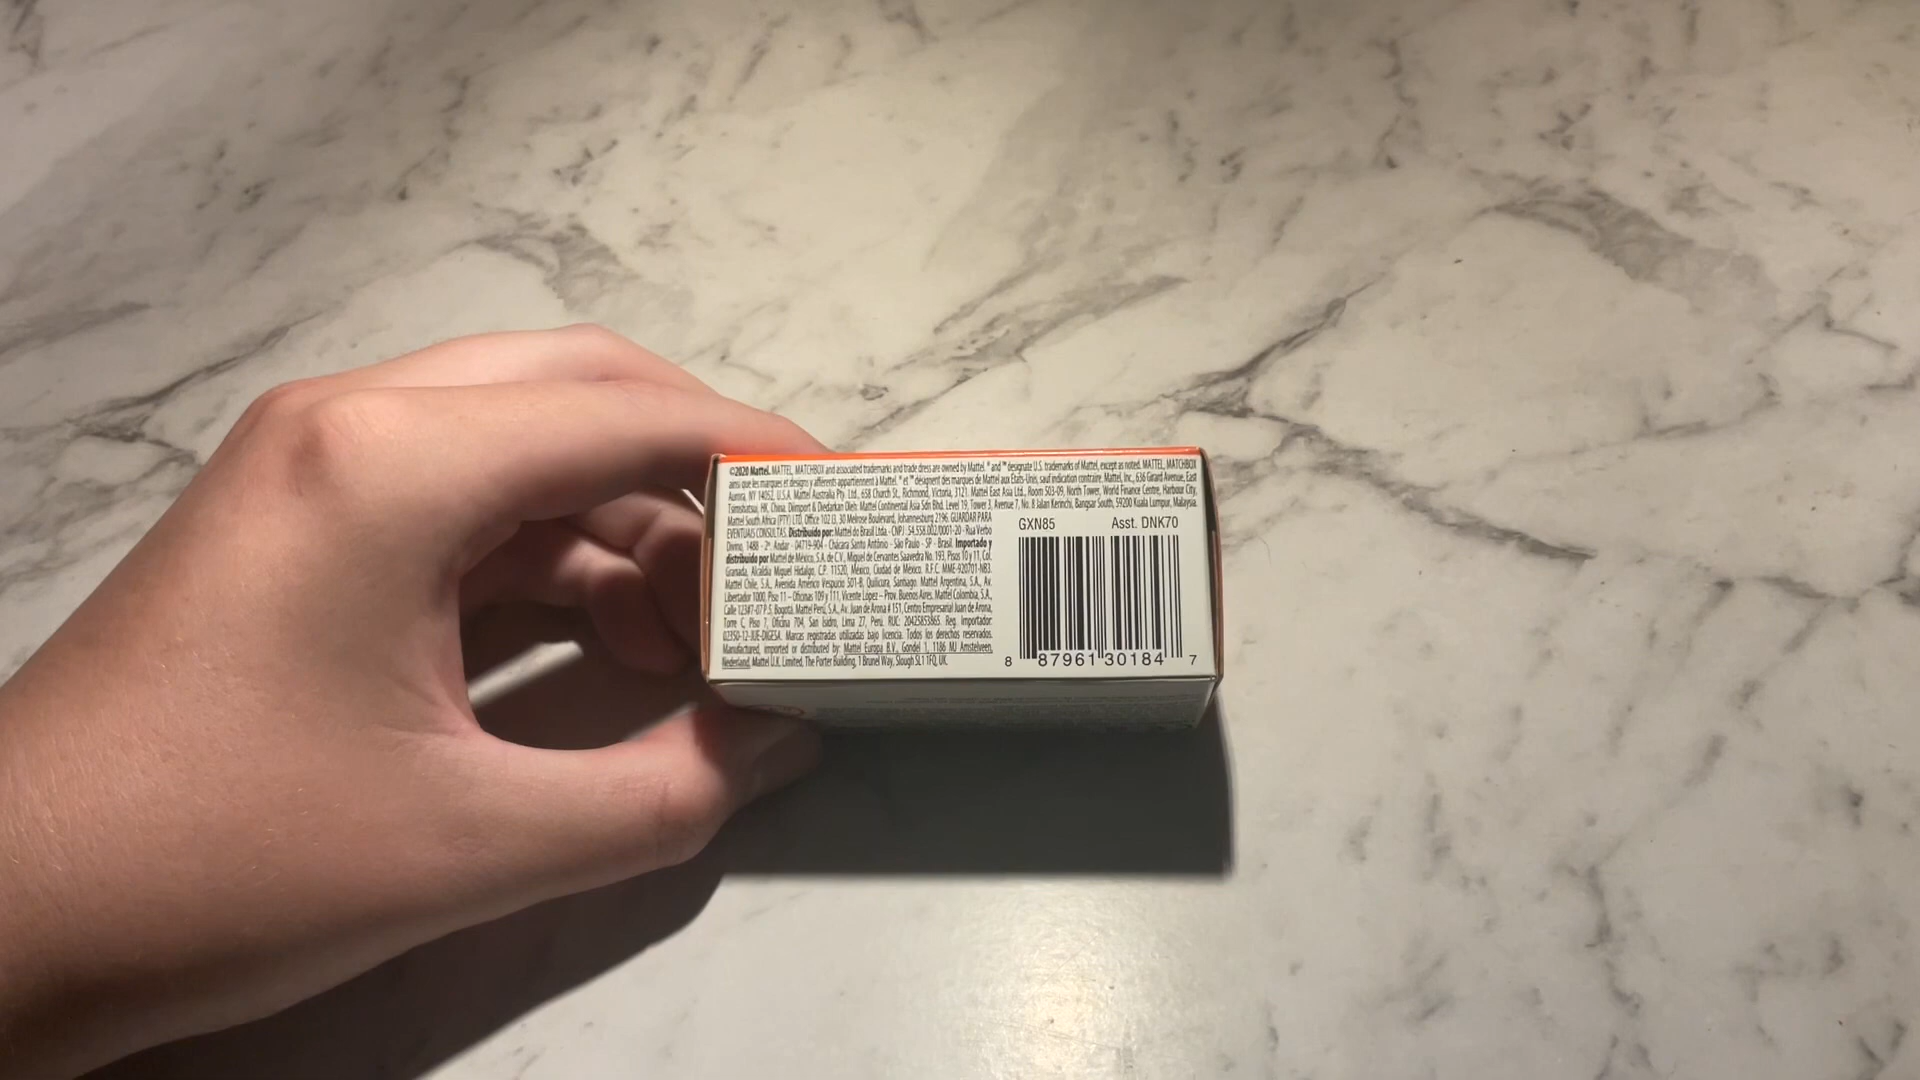 ©2020 Mattel. MATTEL, MATCHBOX and associated trademarks and trade dress are owned by Mattel. ® and ™ designate U.S. trademarks of Mattel, except as noted. MATTEL, MATCHBOX
ainsi que les marques et designs y afférents appartiennent à Mattel. ® et ™ désignent des marques de Mattel aux États-Unis, sauf indication contraire. Mattel, Inc., 636 Girard Avenue, East
Aurora, NY 14052, U.S.A. Mattel Australia Pty. Ltd., 658 Church St., Richmond, Victoria, 3121. Mattel East Asia Ltd., Room 503-09, North Tower, World Finance Centre, Harbour City,
Tsimshatsui, HK, China. Diimport & Diedarkan Oleh: Mattel Continental Asia Sdn Bhd. Level 19, Tower 3, Avenue 7, No. 8 Jalan Kerinchi, Bangsar South, 59200 Kuala Lumpur, Malaysia.
Mattel South Africa (PTY) LTD, Office 102 I3, 30 Melrose Boulevard, Johannesburg 2196. GUARDAR PARA
EVENTUAIS CONSULTAS. Distribuido por: Mattel do Brasil Ltda - CNPJ: 54.558.002/0001-20 - Rua Verbo
Divino, 1488 - 2º Andar - 04719-904 - Chácara Santo Antônio - São Paulo - SP - Brasil. Importado y
distribuido por Mattel de México, S.A. de C.V., Miguel de Cervantes Saavedra No. 193, Pisos 10 y 11, Col.
Granada, Alcaldía Miguel Hidalgo, C.P. 11520, México, Ciudad de México. R.F.C. MME-920701-NB3.
Mattel Chile, S.A., Avenida Américo Vespucio 501-B, Quilicura, Santiago. Mattel Argentina, S.A., Av.
Libertador 1000, Piso 11 – Oficinas 109 y 111, Vicente López – Prov. Buenos Aires. Mattel Colombia, S.A.,
Calle 123#7-07 P.5, Bogotá. Mattel Perú, S.A., Av. Juan de Arona # 151, Centro Empresarial Juan de Arona,
Torre C, Piso 7, Oficina 704, San Isidro, Lima 27, Perú. RUC: 20425853865. Reg. Importador:
02350-12-JUE-DIGESA. Marcas registradas utilizadas bajo licencia. Todos los derechos reservados.
Manufactured, imported or distributed by: Mattel Europa B.V., Gondel 1, 1186 MJ Amstelveen,
Nederland. Mattel U.K. Limited, The Porter Building, 1 Brunel Way, Slough SL1 1FQ, UK.
GXN85 Asst. DNK70
8 87961 30184 7